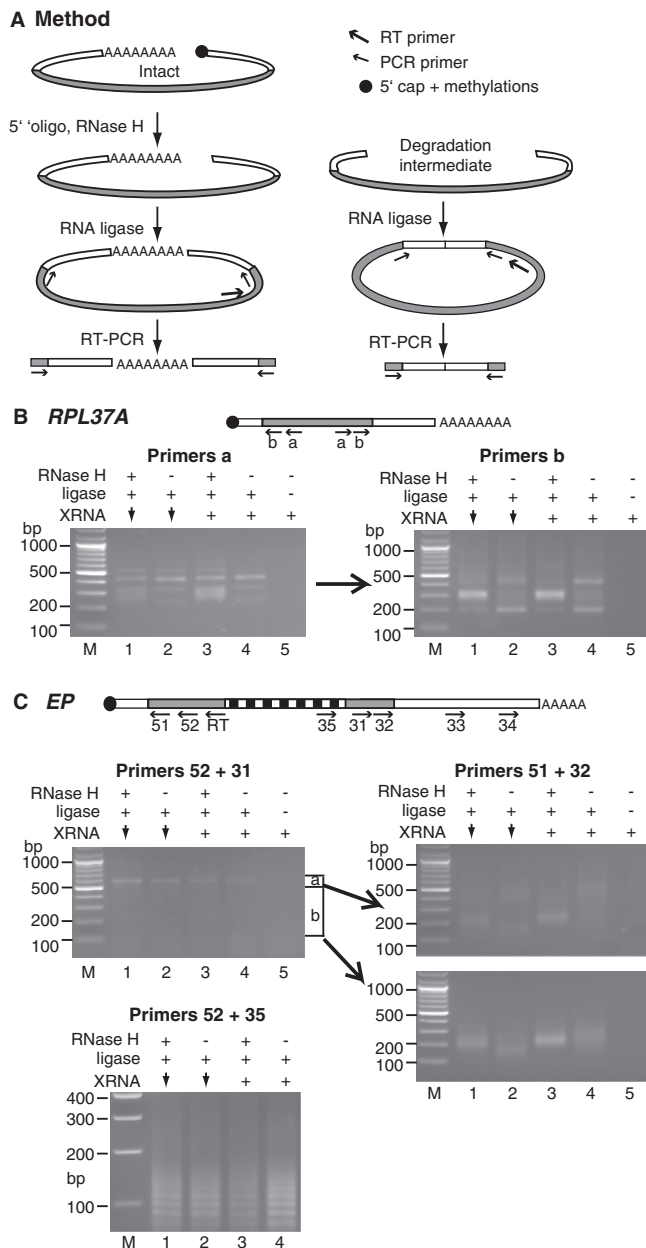 A Method
AAAAAAAA
Intact
RT primer
PCR primer
5' cap + methylations
5' 'oligo, RNase H
AAAAAAAA
Degradation
intermediate
RNA ligase
RNA ligase
AAAAAAAA
RT-PCR
RT-PCR
AAAAAAAA
B RPL37A
AAAAAAAA
b a a b
Primers a
Primers b
RNase H + - + - -
RNase H + - + - -
ligase + + + + -
ligase + + + + -
XRNA + + +
XRNA + + +
bp
1000
500
200
100
bp
1000
500
200
100
M 1 2 3 4 5
M 1 2 3 4 5
C EP
AAAAA
51 52 RT 35 31 32 33 34
Primers 52 + 31
Primers 51 + 32
RNase H + - + - -
RNase H + - + - -
ligase + + + + -
ligase + + + + -
XRNA + + +
XRNA + + +
bp
1000
500
200
100
a
b
bp
1000
500
200
100
M 1 2 3 4 5
1000
500
200
100
M 1 2 3 4 5
Primers 52 + 35
RNase H + - + -
ligase + + + +
XRNA + +
400
300
200
bp
100
M 1 2 3 4